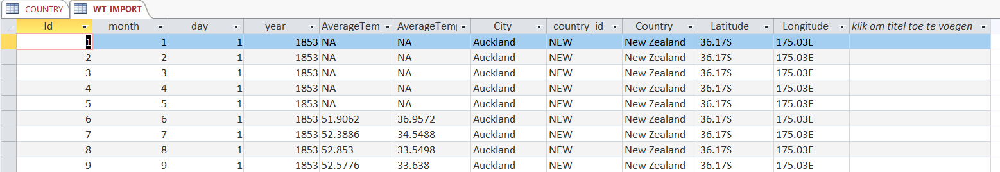 COUNTRY WT_IMPORT
Id month day year AverageTemp AverageTemp City country_id Country Latitude Longitude klik om titel toe te voegen
1 1 1 1853 NA NA Auckland NEW New Zealand 36.17S 175.03E
2 2 1 1853 NA NA Auckland NEW New Zealand 36.17S 175.03E
3 3 1 1853 NA NA Auckland NEW New Zealand 36.17S 175.03E
4 4 1 1853 NA NA Auckland NEW New Zealand 36.17S 175.03E
5 5 1 1853 NA NA Auckland NEW New Zealand 36.17S 175.03E
6 6 1 1853 51.9062 36.9572 Auckland NEW New Zealand 36.17S 175.03E
7 7 1 1853 52.3886 34.5488 Auckland NEW New Zealand 36.17S 175.03E
8 8 1 1853 52.853 33.5498 Auckland NEW New Zealand 36.17S 175.03E
9 9 1 1853 52.5776 33.638 Auckland NEW New Zealand 36.17S 175.03E